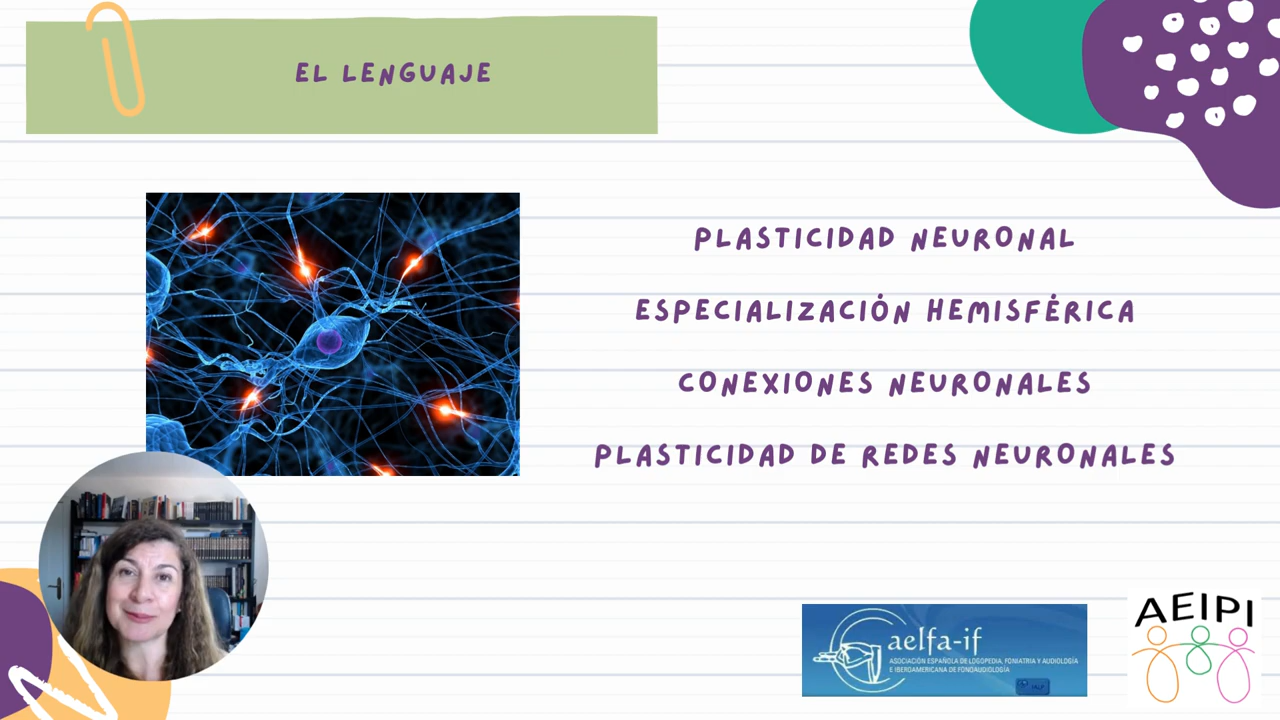 EL LENGUAJE
PLASTICIDAD NEURONAL
ESPECIALIZACIÓN HEMISFÉRICA
CONEXIONES NEURONALES
PLASTICIDAD DE REDES NEURONALES
aelfa-if
ASOCIACIÓN ESPAÑOLA DE LOGOPEDIA, FONIATRIA Y AUDIOLOGÍA
E IBEROAMERICANA DE FONOAUDIOLOGÍA
AEIPI